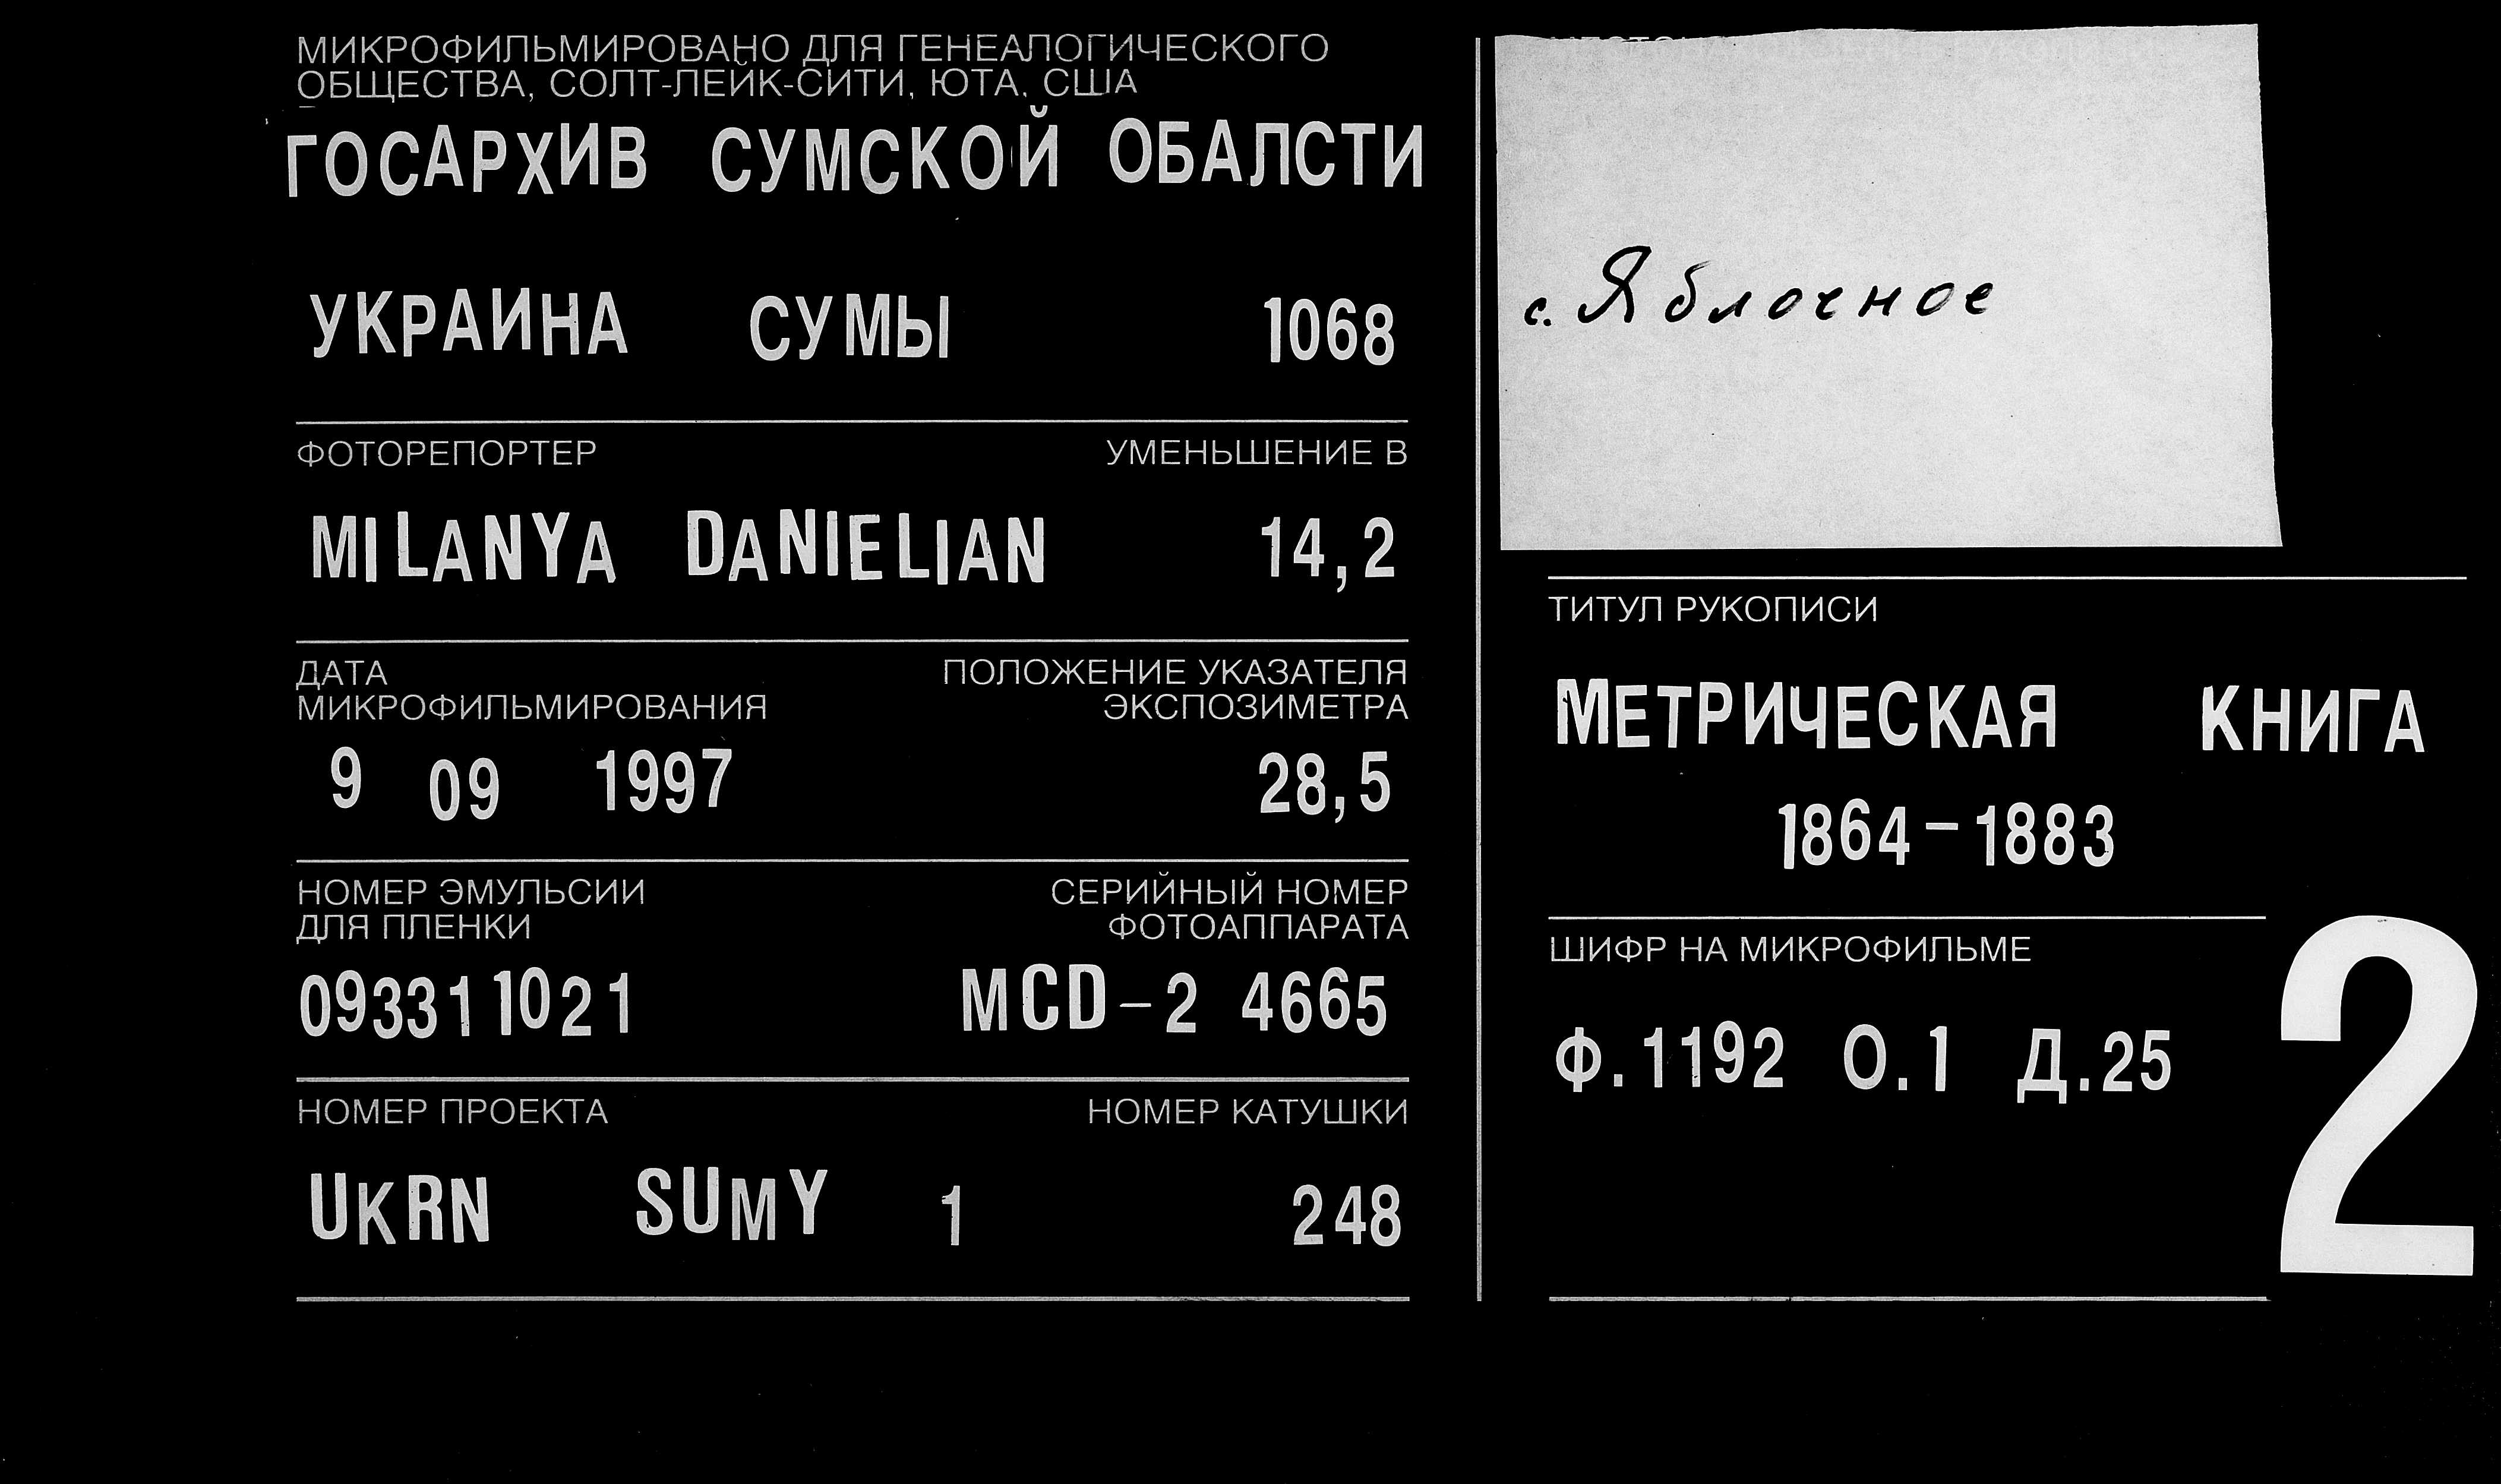 МИКРОФИЛЬМИРОВАНО ДЛЯ ГЕНЕАЛОГИЧЕСКОГО
ОБЩЕСТВА, СОЛТ-ЛЕЙК-СИТИ, ЮТА, США
ГОСАРХИВ СУМСКОЙ ОБАЛСТИ
УКРАИНА СУМЫ 1068
ФОТОРЕПОРТЕР УМЕНЬШЕНИЕ В
MILANYA DANIELIAN 14,2
ДАТА ПОЛОЖЕНИЕ УКАЗАТЕЛЯ
МИКРОФИЛЬМИРОВАНИЯ ЭКСПОЗИМЕТРА
9 09 1997 28,5
НОМЕР ЭМУЛЬСИИ СЕРИЙНЫЙ НОМЕР
ДЛЯ ПЛЕНКИ ФОТОАППАРАТА
093311021 MCD-2 4665
НОМЕР ПРОЕКТА НОМЕР КАТУШКИ
UKRN SUMY 1 248
с. Яблочное
ТИТУЛ РУКОПИСИ
МЕТРИЧЕСКАЯ КНИГА
1864-1883
ШИФР НА МИКРОФИЛЬМЕ
Ф.1192 О.1 Д.25
2